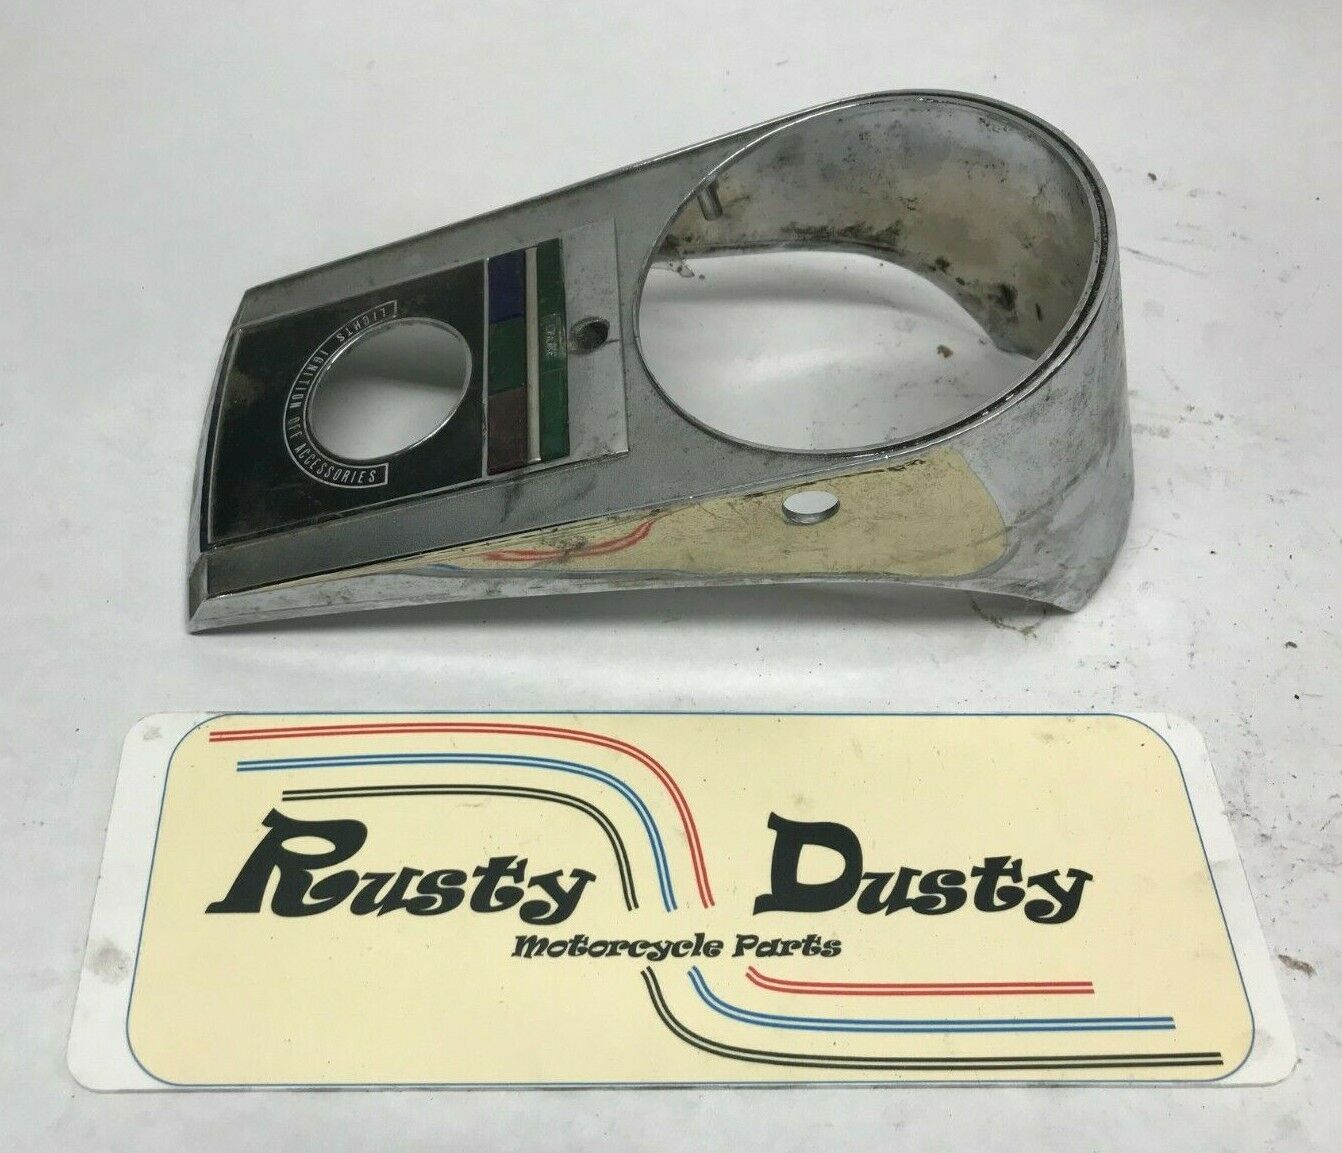 LIGHTS IGNITION OFF ACCESSORIES
Rusty Dusty
Motorcycle Parts